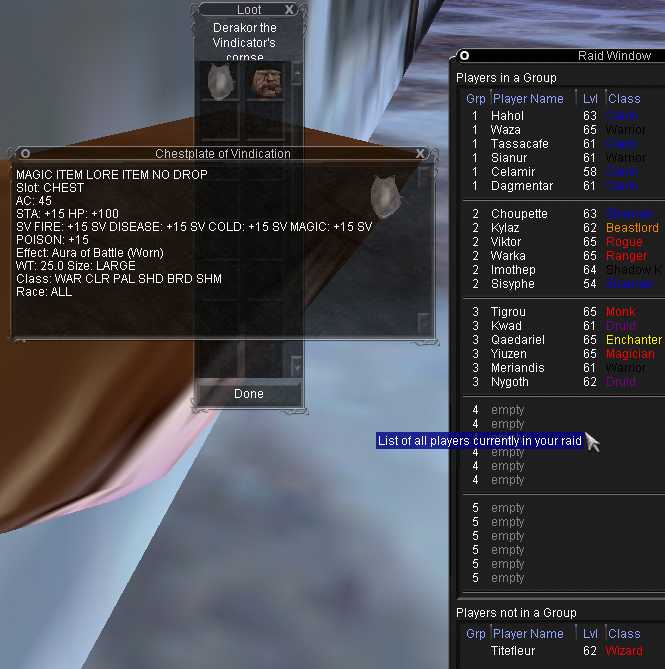 Loot X
Derakor the
Vindicator's
corpse
Done
O Chestplate of Vindication X
MAGIC ITEM LORE ITEM NO DROP
Slot: CHEST
AC: 45
STA: +15 HP: +100
SV FIRE: +15 SV DISEASE: +15 SV COLD: +15 SV MAGIC: +15 SV
POISON: +15
Effect: Aura of Battle (Worn)
WT: 25.0 Size: LARGE
Class: WAR CLR PAL SHD BRD SHM
Race: ALL
O Raid Window
Players in a Group
Grp Player Name Lvl Class
1 Hahol 63
1 Waza 65 Warrior
1 Tassacafe 61
1 Sianur 61 Warrior
1 Celamir 58
1 Dagmentar 61
2 Choupette 63 Shaman
2 Kylaz 62 Beastlord
2 Viktor 65 Rogue
2 Warka 65 Ranger
2 Imothep 64 Shadow K
2 Sisyphe 54 Shaman
3 Tigrou 65 Monk
3 Kwad 61 Druid
3 Qaedariel 65 Enchanter
3 Yiuzen 65 Magician
3 Meriandis 61 Warrior
3 Nygoth 62 Druid
4 empty
4 empty
List of all players currently in your raid
4 empty
4 empty
4 empty
5 empty
5 empty
5 empty
5 empty
5 empty
5 empty
Players not in a Group
Grp Player Name Lvl Class
Titefleur 62 Wizard